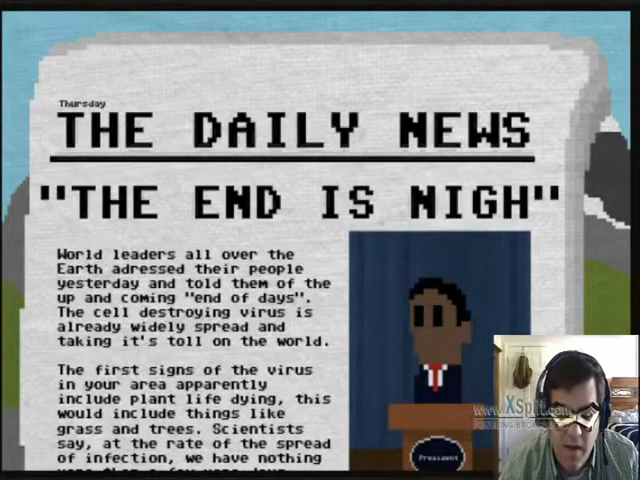 Thursday
THE DAILY NEWS
"THE END IS NIGH"
World leaders all over the
Earth adressed their people
yesterday and told them of the
up and coming "end of days".
The cell destroying virus is
already widely spread and
taking it's toll on the world.
The first signs of the virus
in your area apparently
include plant life dying, this
would include things like
grass and trees. Scientists
say, at the rate of the spread
of infection, we have nothing
President
www.XSplit.com